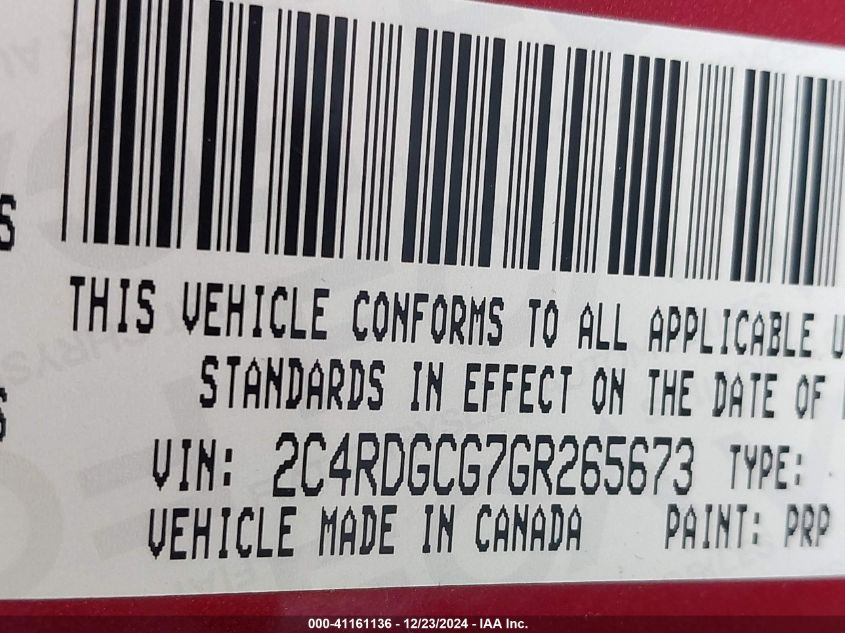 THIS VEHICLE CONFORMS TO ALL APPLICABLE U
STANDARDS IN EFFECT ON THE DATE OF
VIN: 2C4RDGCG7GR265673 TYPE:
VEHICLE MADE IN CANADA PAINT: PRP
000-41161136 - 12/23/2024 - IAA Inc.